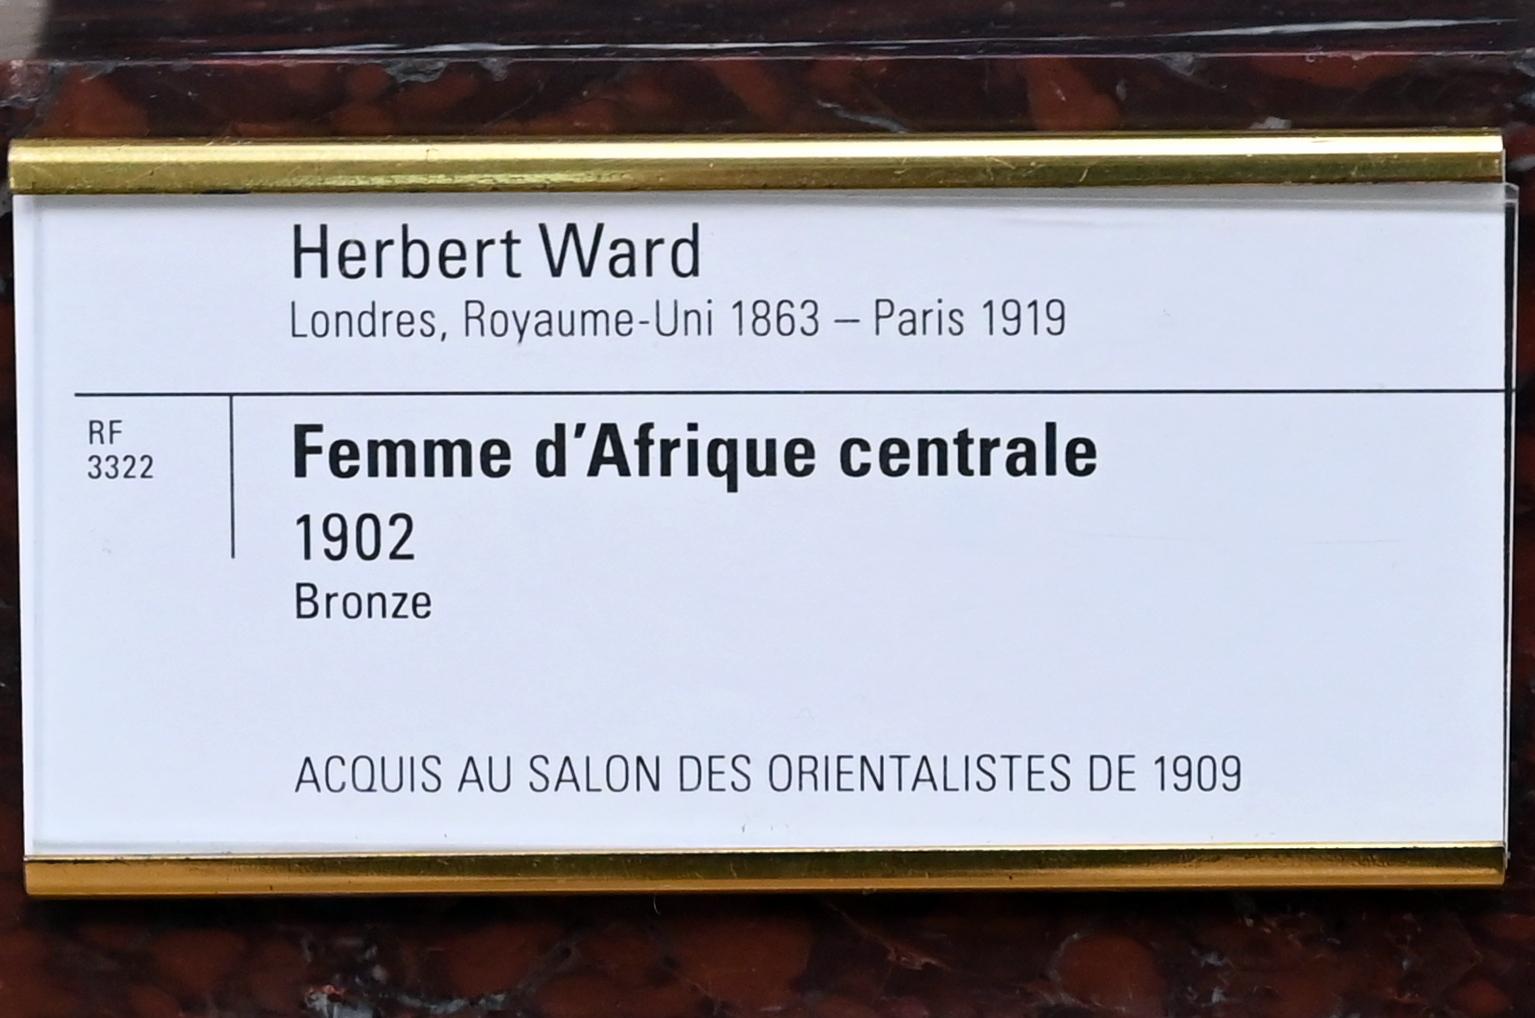 Herbert Ward
Londres, Royaume-Uni 1863 – Paris 1919
RF
3322
Femme d’Afrique centrale
1902
Bronze
ACQUIS AU SALON DES ORIENTALISTES DE 1909